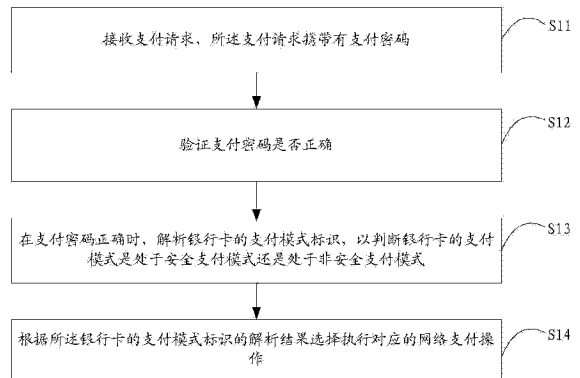 接收支付请求、所述支付请求携带有支付密码
S11
验证支付密码是否正确
S12
在支付密码正确时、解析银行卡的支付模式标识，以判断银行卡的支付
模式是处于安全支付模式还是处于非安全支付模式
S13
根据所述银行卡的支付模式标识的解析结果选择执行对应的网络支付操
作
S14